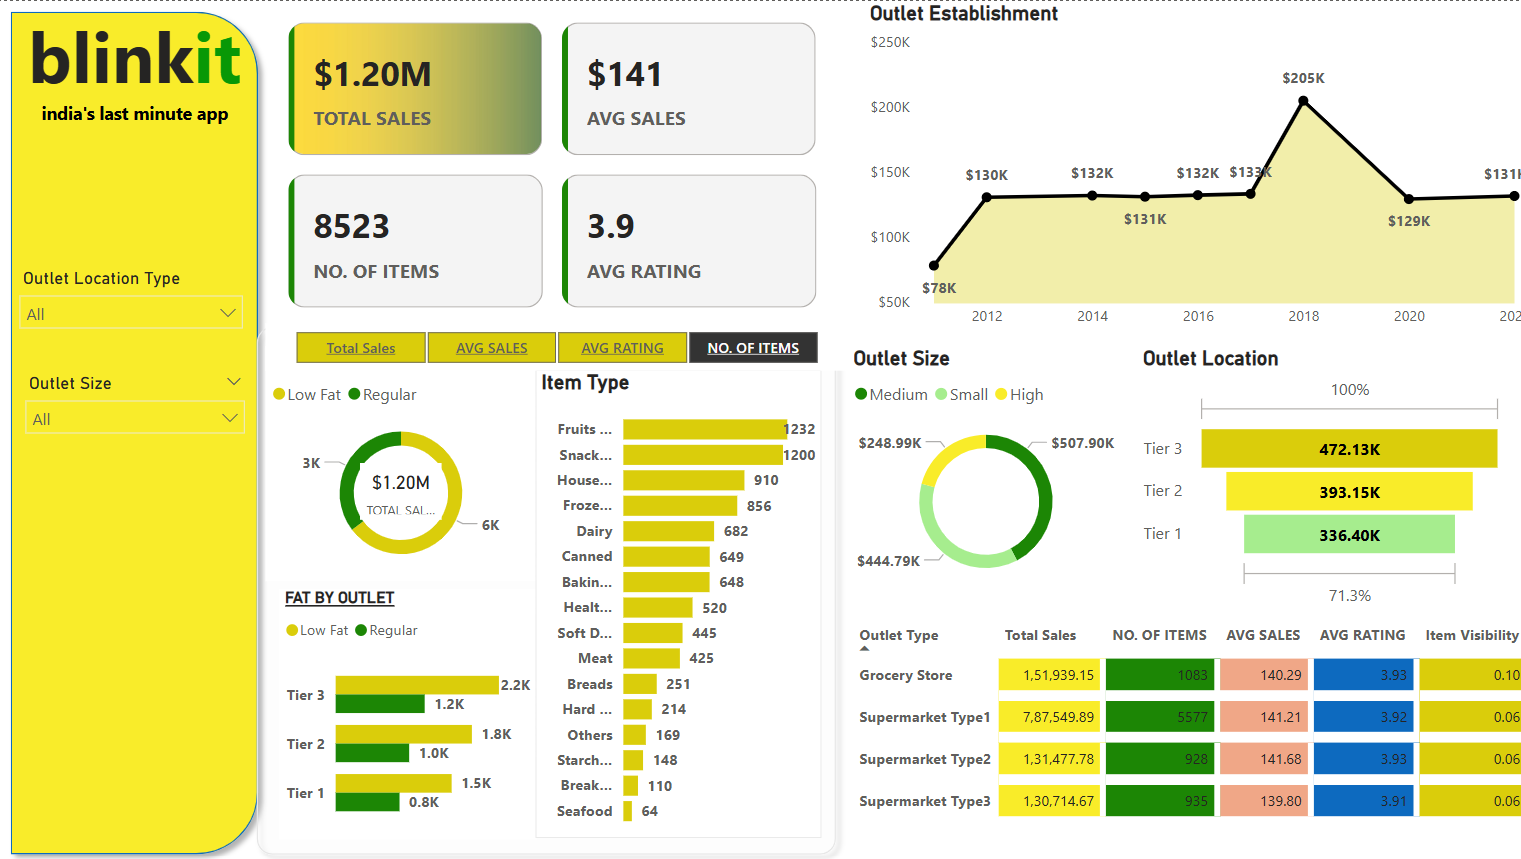 blinkit
india's last minute app
Outlet Location Type
All
Outlet Size
All
$1.20M
TOTAL SALES
$141
AVG SALES
8523
NO. OF ITEMS
3.9
AVG RATING
Total Sales
AVG SALES
AVG RATING
NO. OF ITEMS
Low Fat Regular
3K
$1.20M
TOTAL SAL...
6K
FAT BY OUTLET
Low Fat Regular
Tier 3 2.2K
1.2K
Tier 2 1.8K
1.0K
Tier 1 1.5K
0.8K
Item Type
Fruits ... 1232
Snack... 1200
House... 910
Froze... 856
Dairy 682
Canned 649
Bakin... 648
Healt... 520
Soft D... 445
Meat 425
Breads 251
Hard ... 214
Others 169
Starch... 148
Break... 110
Seafood 64
Outlet Establishment
$250K
$200K
$150K
$100K
$50K
$78K
$130K
$132K
$131K
$132K
$133K
$205K
$129K
$131K
2012 2014 2016 2018 2020 202
Outlet Size
Medium Small High
$248.99K
$507.90K
$444.79K
Outlet Location
100%
Tier 3 472.13K
Tier 2 393.15K
Tier 1 336.40K
71.3%
Outlet Type Total Sales NO. OF ITEMS AVG SALES AVG RATING Item Visibility
Grocery Store 1,51,939.15 1083 140.29 3.93 0.10
Supermarket Type1 7,87,549.89 5577 141.21 3.92 0.06
Supermarket Type2 1,31,477.78 928 141.68 3.93 0.06
Supermarket Type3 1,30,714.67 935 139.80 3.91 0.06